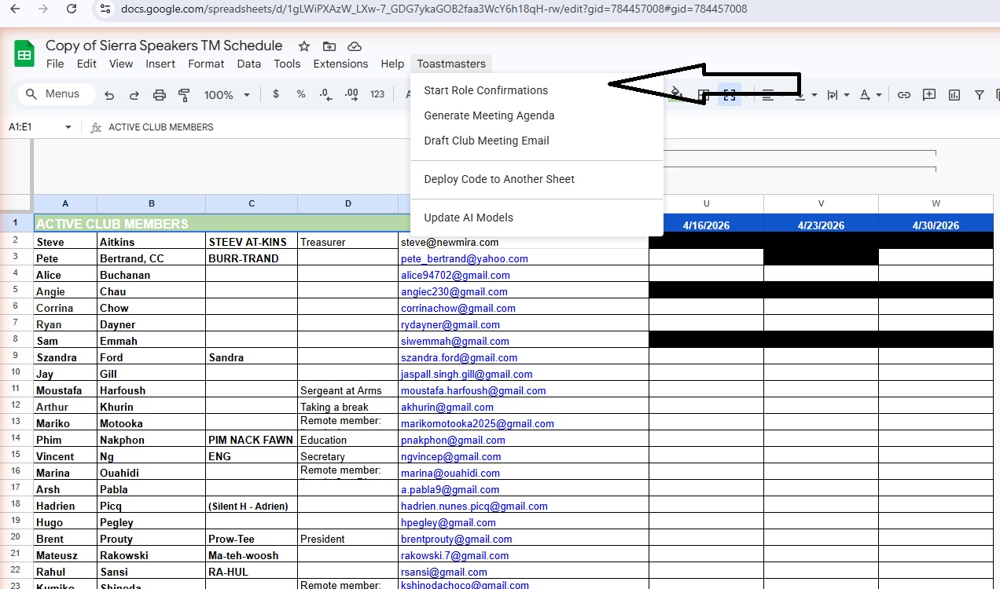 docs.google.com/spreadsheets/d/1gLWiPXAzW_LXw-7_GDG7ykaGOB2faa3WcY6h18qH-rw/edit?gid=784457008#gid=784457008
Copy of Sierra Speakers TM Schedule
File Edit View Insert Format Data Tools Extensions Help Toastmasters
Menus 100% $ % .0 .00 123
Start Role Confirmations
Generate Meeting Agenda
Draft Club Meeting Email
Deploy Code to Another Sheet
Update AI Models
A1:E1 fx ACTIVE CLUB MEMBERS
A B C D U V W
1 ACTIVE CLUB MEMBERS 4/16/2026 4/23/2026 4/30/2026
2 Steve Aitkins STEEV AT-KINS Treasurer steve@newmira.com
3 Pete Bertrand, CC BURR-TRAND pete_bertrand@yahoo.com
4 Alice Buchanan alice94702@gmail.com
5 Angie Chau angiec230@gmail.com
6 Corrina Chow corrinachow@gmail.com
7 Ryan Dayner rydayner@gmail.com
8 Sam Emmah siwemmah@gmail.com
9 Szandra Ford Sandra szandra.ford@gmail.com
10 Jay Gill jaspall.singh.gill@gmail.com
11 Moustafa Harfoush Sergeant at Arms moustafa.harfoush@gmail.com
12 Arthur Khurin Taking a break akhurin@gmail.com
13 Mariko Motooka Remote member: marikomotooka2025@gmail.com
14 Phim Nakphon PIM NACK FAWN Education pnakphon@gmail.com
15 Vincent Ng ENG Secretary ngvincep@gmail.com
16 Marina Ouahidi Remote member: marina@ouahidi.com
17 Arsh Pabla a.pabla9@gmail.com
18 Hadrien Picq (Silent H - Adrien) hadrien.nunes.picq@gmail.com
19 Hugo Pegley hpegley@gmail.com
20 Brent Prouty Prow-Tee President brentprouty@gmail.com
21 Mateusz Rakowski Ma-teh-woosh rakowski.7@gmail.com
22 Rahul Sansi RA-HUL rsansi@gmail.com
23 Kumiko Shinoda Remote member: kshinodachoco@gmail.com